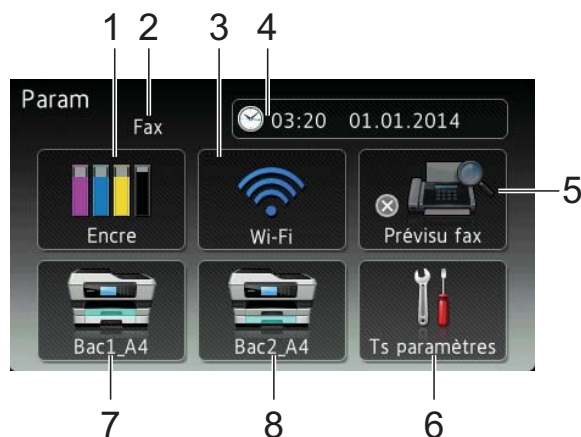 1 2 3 4
Param
Fax
03:20 01.01.2014
5
Encre Wi-Fi Prévisu fax
Bac1_A4 Bac2_A4 Ts paramètres
7 8 6